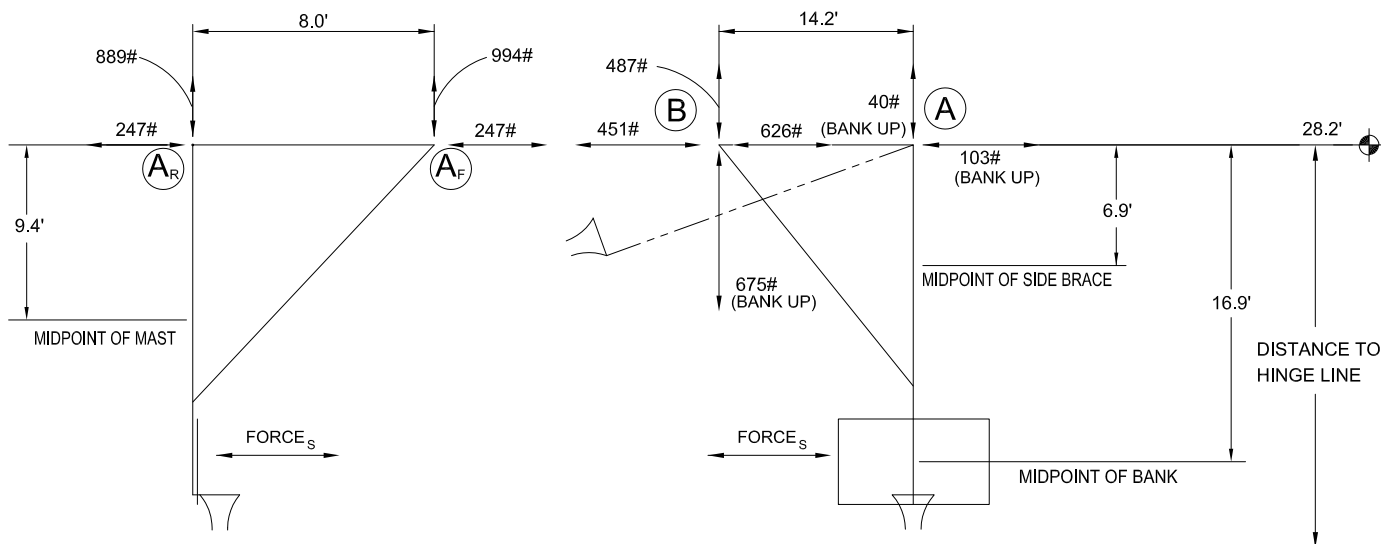 8.0'
14.2'
889#
994#
487#
B
40#
(BANK UP)
A
247#
247#
451#
626#
28.2'
AR
AF
103#
(BANK UP)
9.4'
6.9'
MIDPOINT OF MAST
675#
(BANK UP)
MIDPOINT OF SIDE BRACE
16.9'
DISTANCE TO
HINGE LINE
FORCES
FORCES
MIDPOINT OF BANK